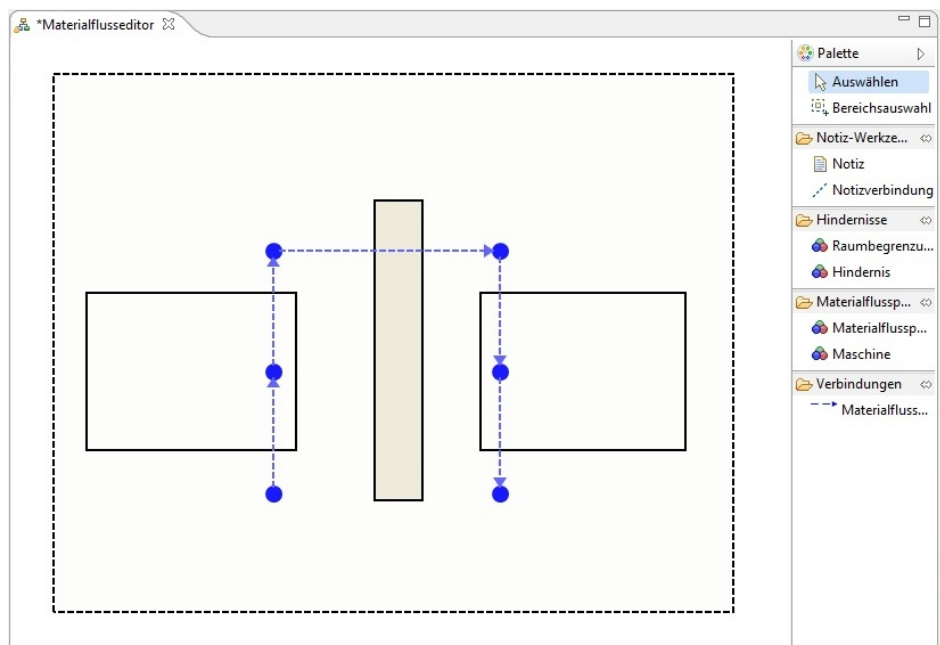 *Materialflusseditor
Palette
Auswählen
Bereichsauswahl
Notiz-Werkze...
Notiz
Notizverbindung
Hindernisse
Raumbegrenzu...
Hindernis
Materialflussp...
Materialflussp...
Maschine
Verbindungen
Materialfluss...